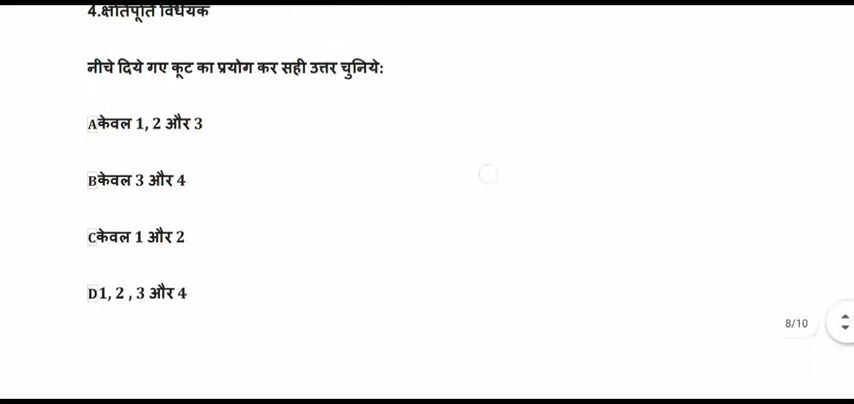 4.क्षतिपूर्ति विधेयक
नीचे दिये गए कूट का प्रयोग कर सही उत्तर चुनिये:
Aकेवल 1, 2 और 3
Bकेवल 3 और 4
Cकेवल 1 और 2
D1, 2 , 3 और 4
8/10